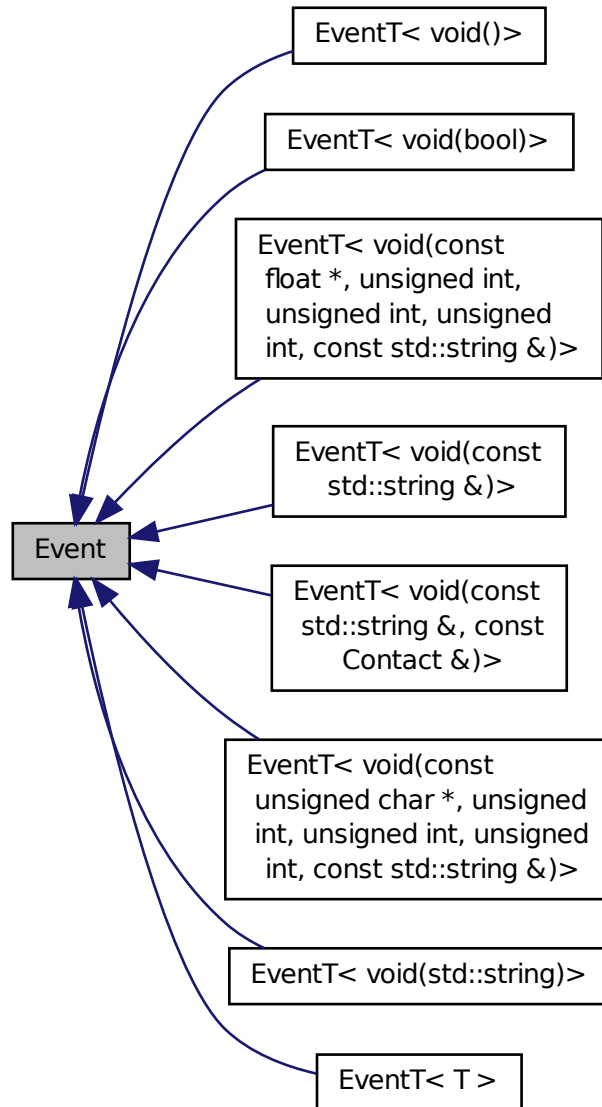 EventT< void()>
EventT< void(bool)>
EventT< void(const
float *, unsigned int,
unsigned int, unsigned
int, const std::string &)>
EventT< void(const
std::string &)>
Event
EventT< void(const
std::string &, const
Contact &)>
EventT< void(const
unsigned char *, unsigned
int, unsigned int, unsigned
int, const std::string &)>
EventT< void(std::string)>
EventT< T >